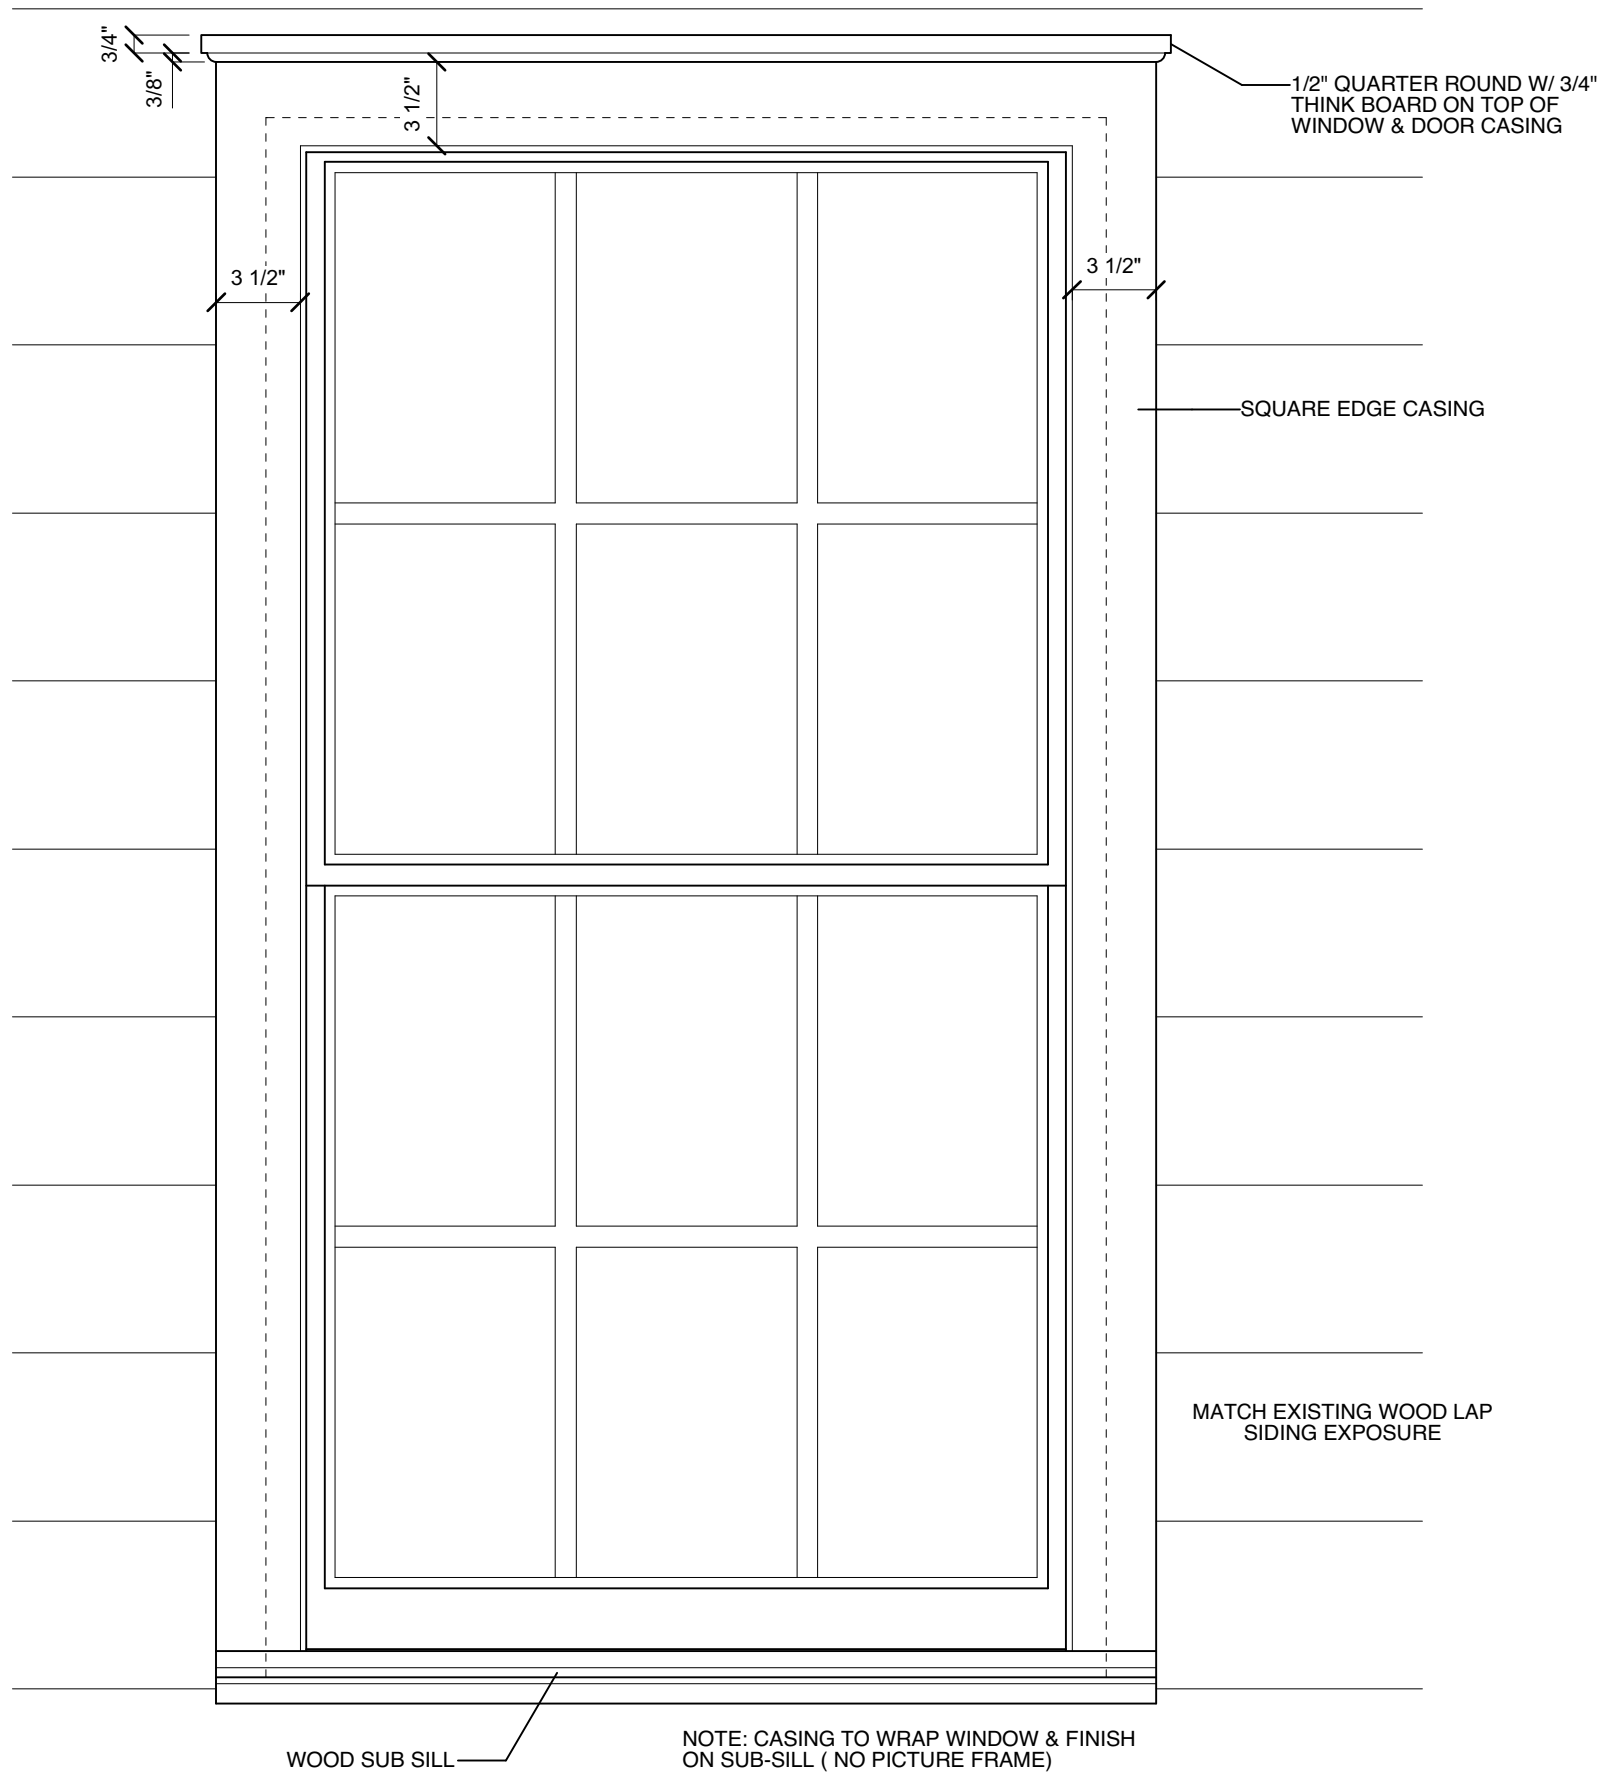 3/4"
3/8"
3 1/2"
1/2" QUARTER ROUND W/ 3/4"
THINK BOARD ON TOP OF
WINDOW & DOOR CASING
3 1/2"
3 1/2"
SQUARE EDGE CASING
MATCH EXISTING WOOD LAP
SIDING EXPOSURE
WOOD SUB SILL
NOTE: CASING TO WRAP WINDOW & FINISH
ON SUB-SILL ( NO PICTURE FRAME)